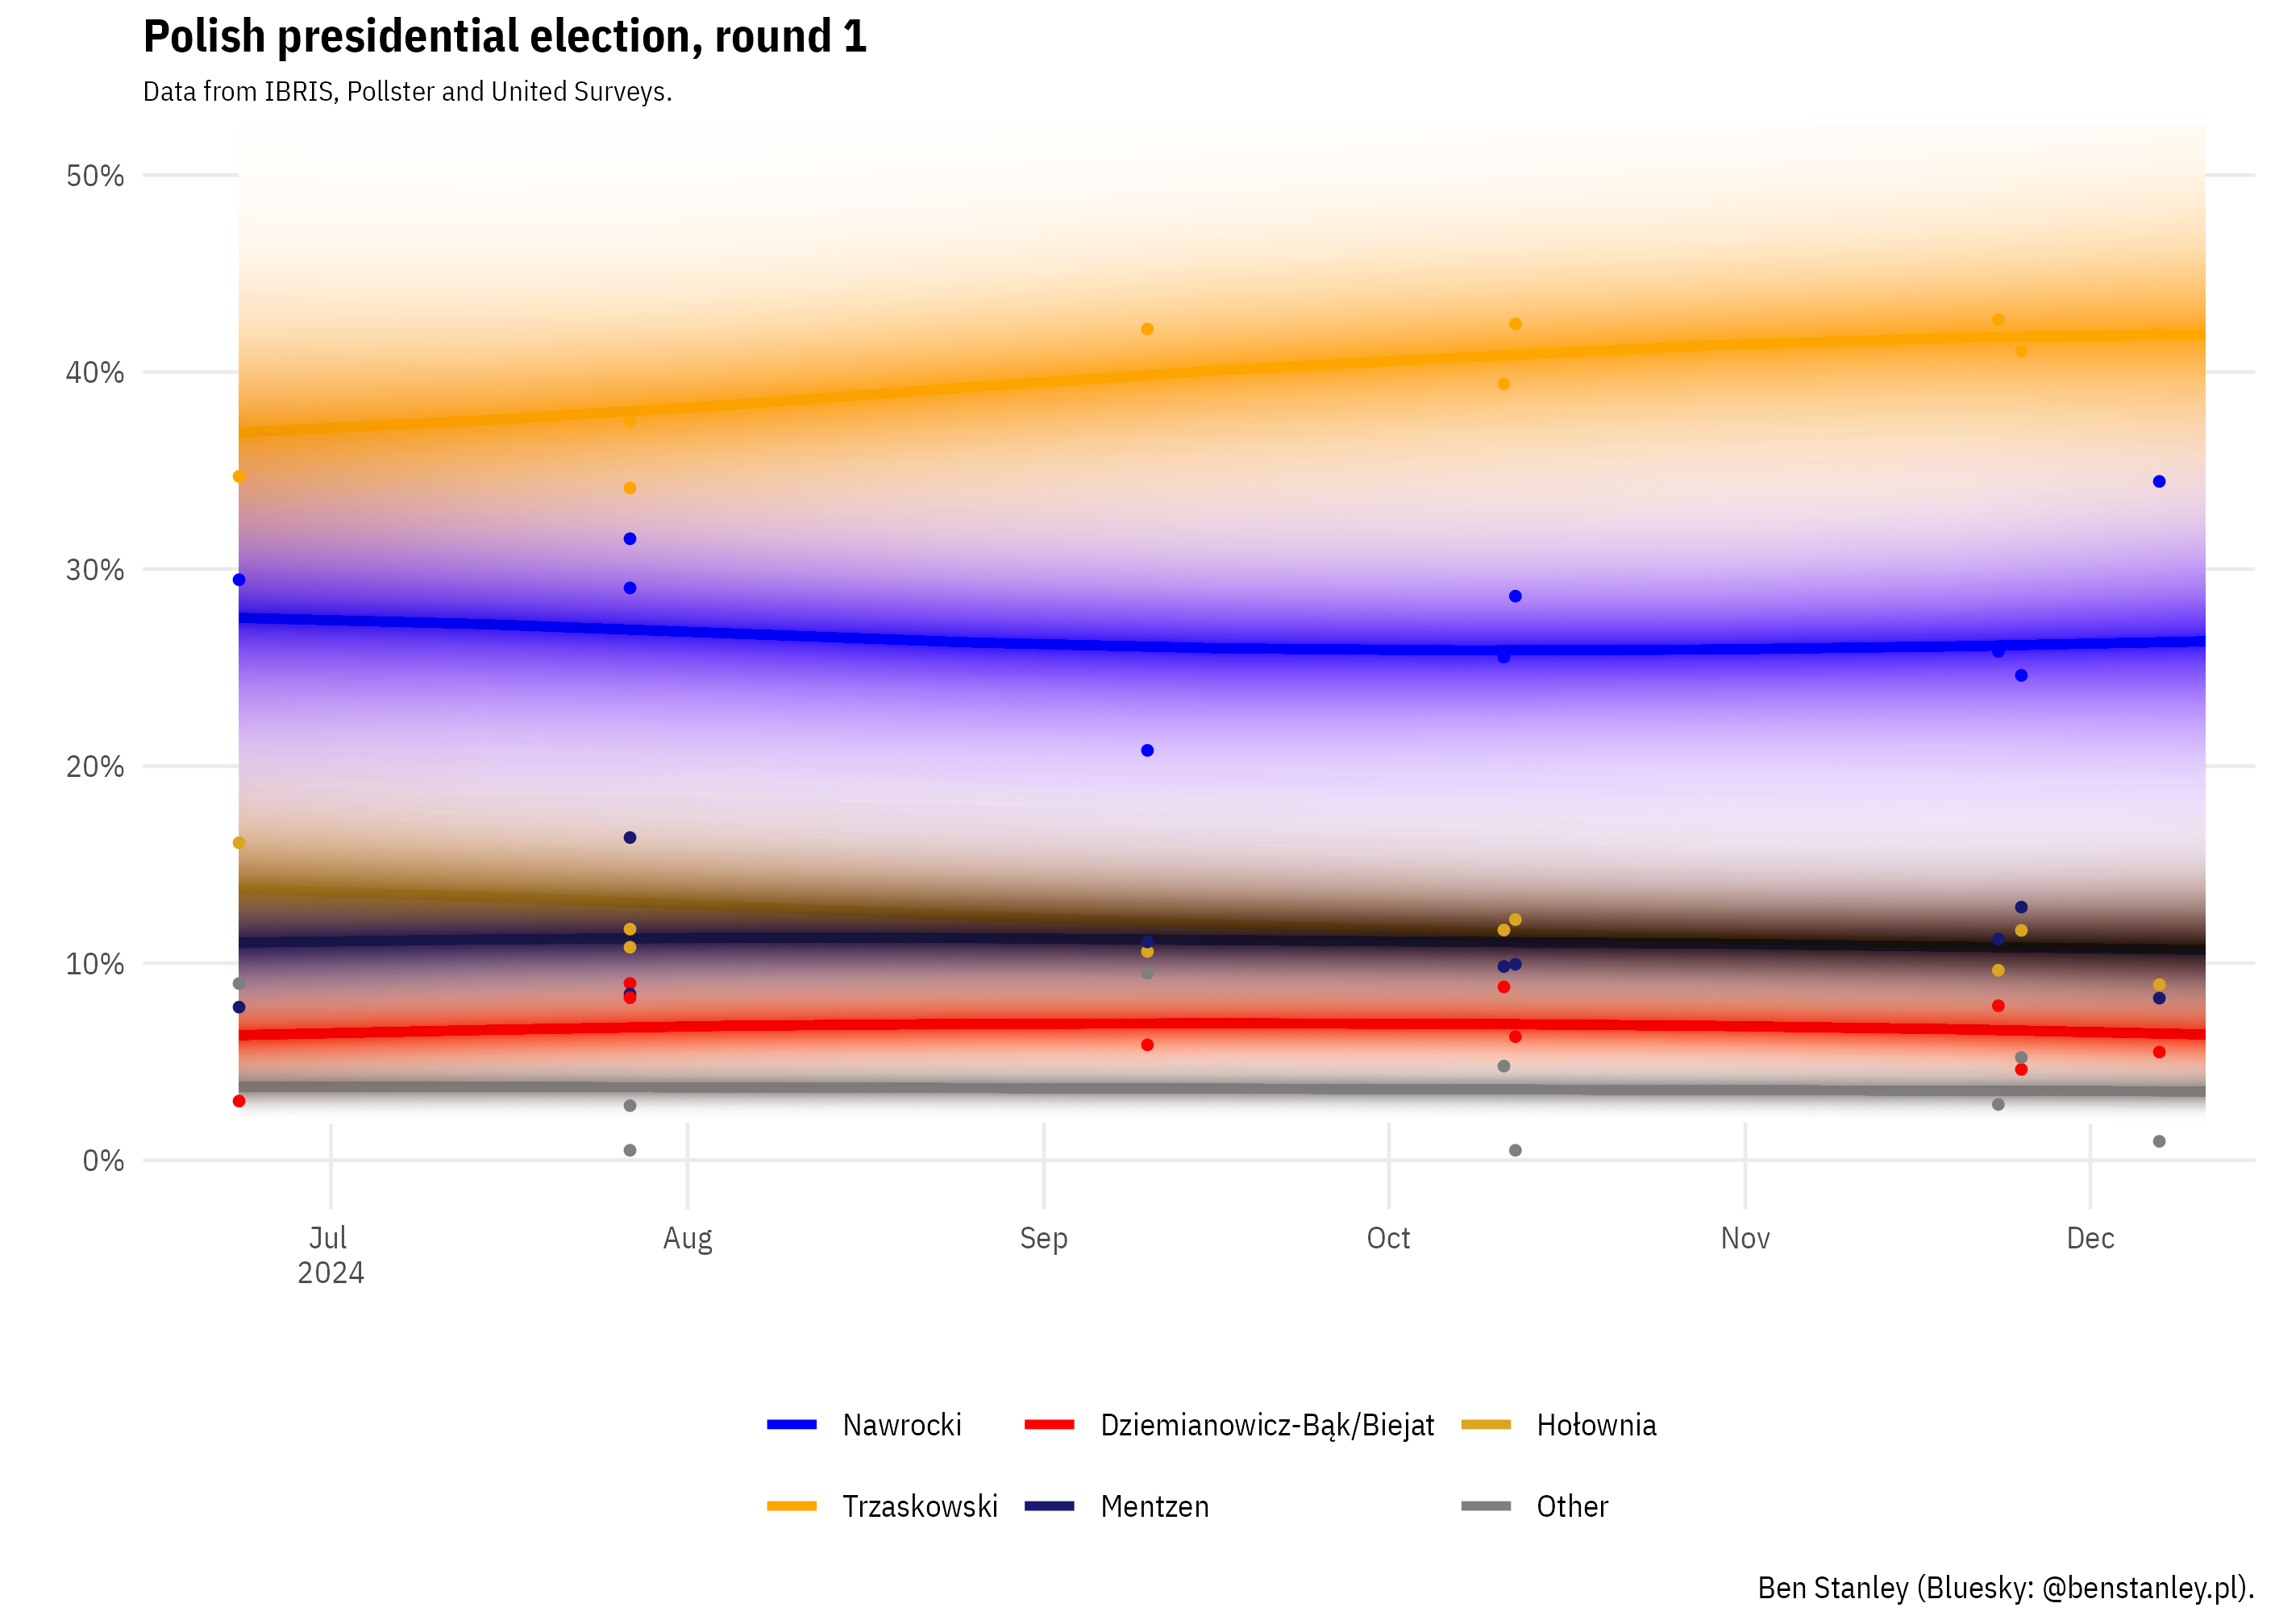 Polish presidential election, round 1
Data from IBRIS, Pollster and United Surveys.
50%
40%
30%
20%
10%
0%
Jul Aug Sep Oct Nov Dec
2024
Nawrocki Dziemianowicz-Bąk/Biejat Hołownia
Trzaskowski Mentzen Other
Ben Stanley (Bluesky: @benstanley.pl).